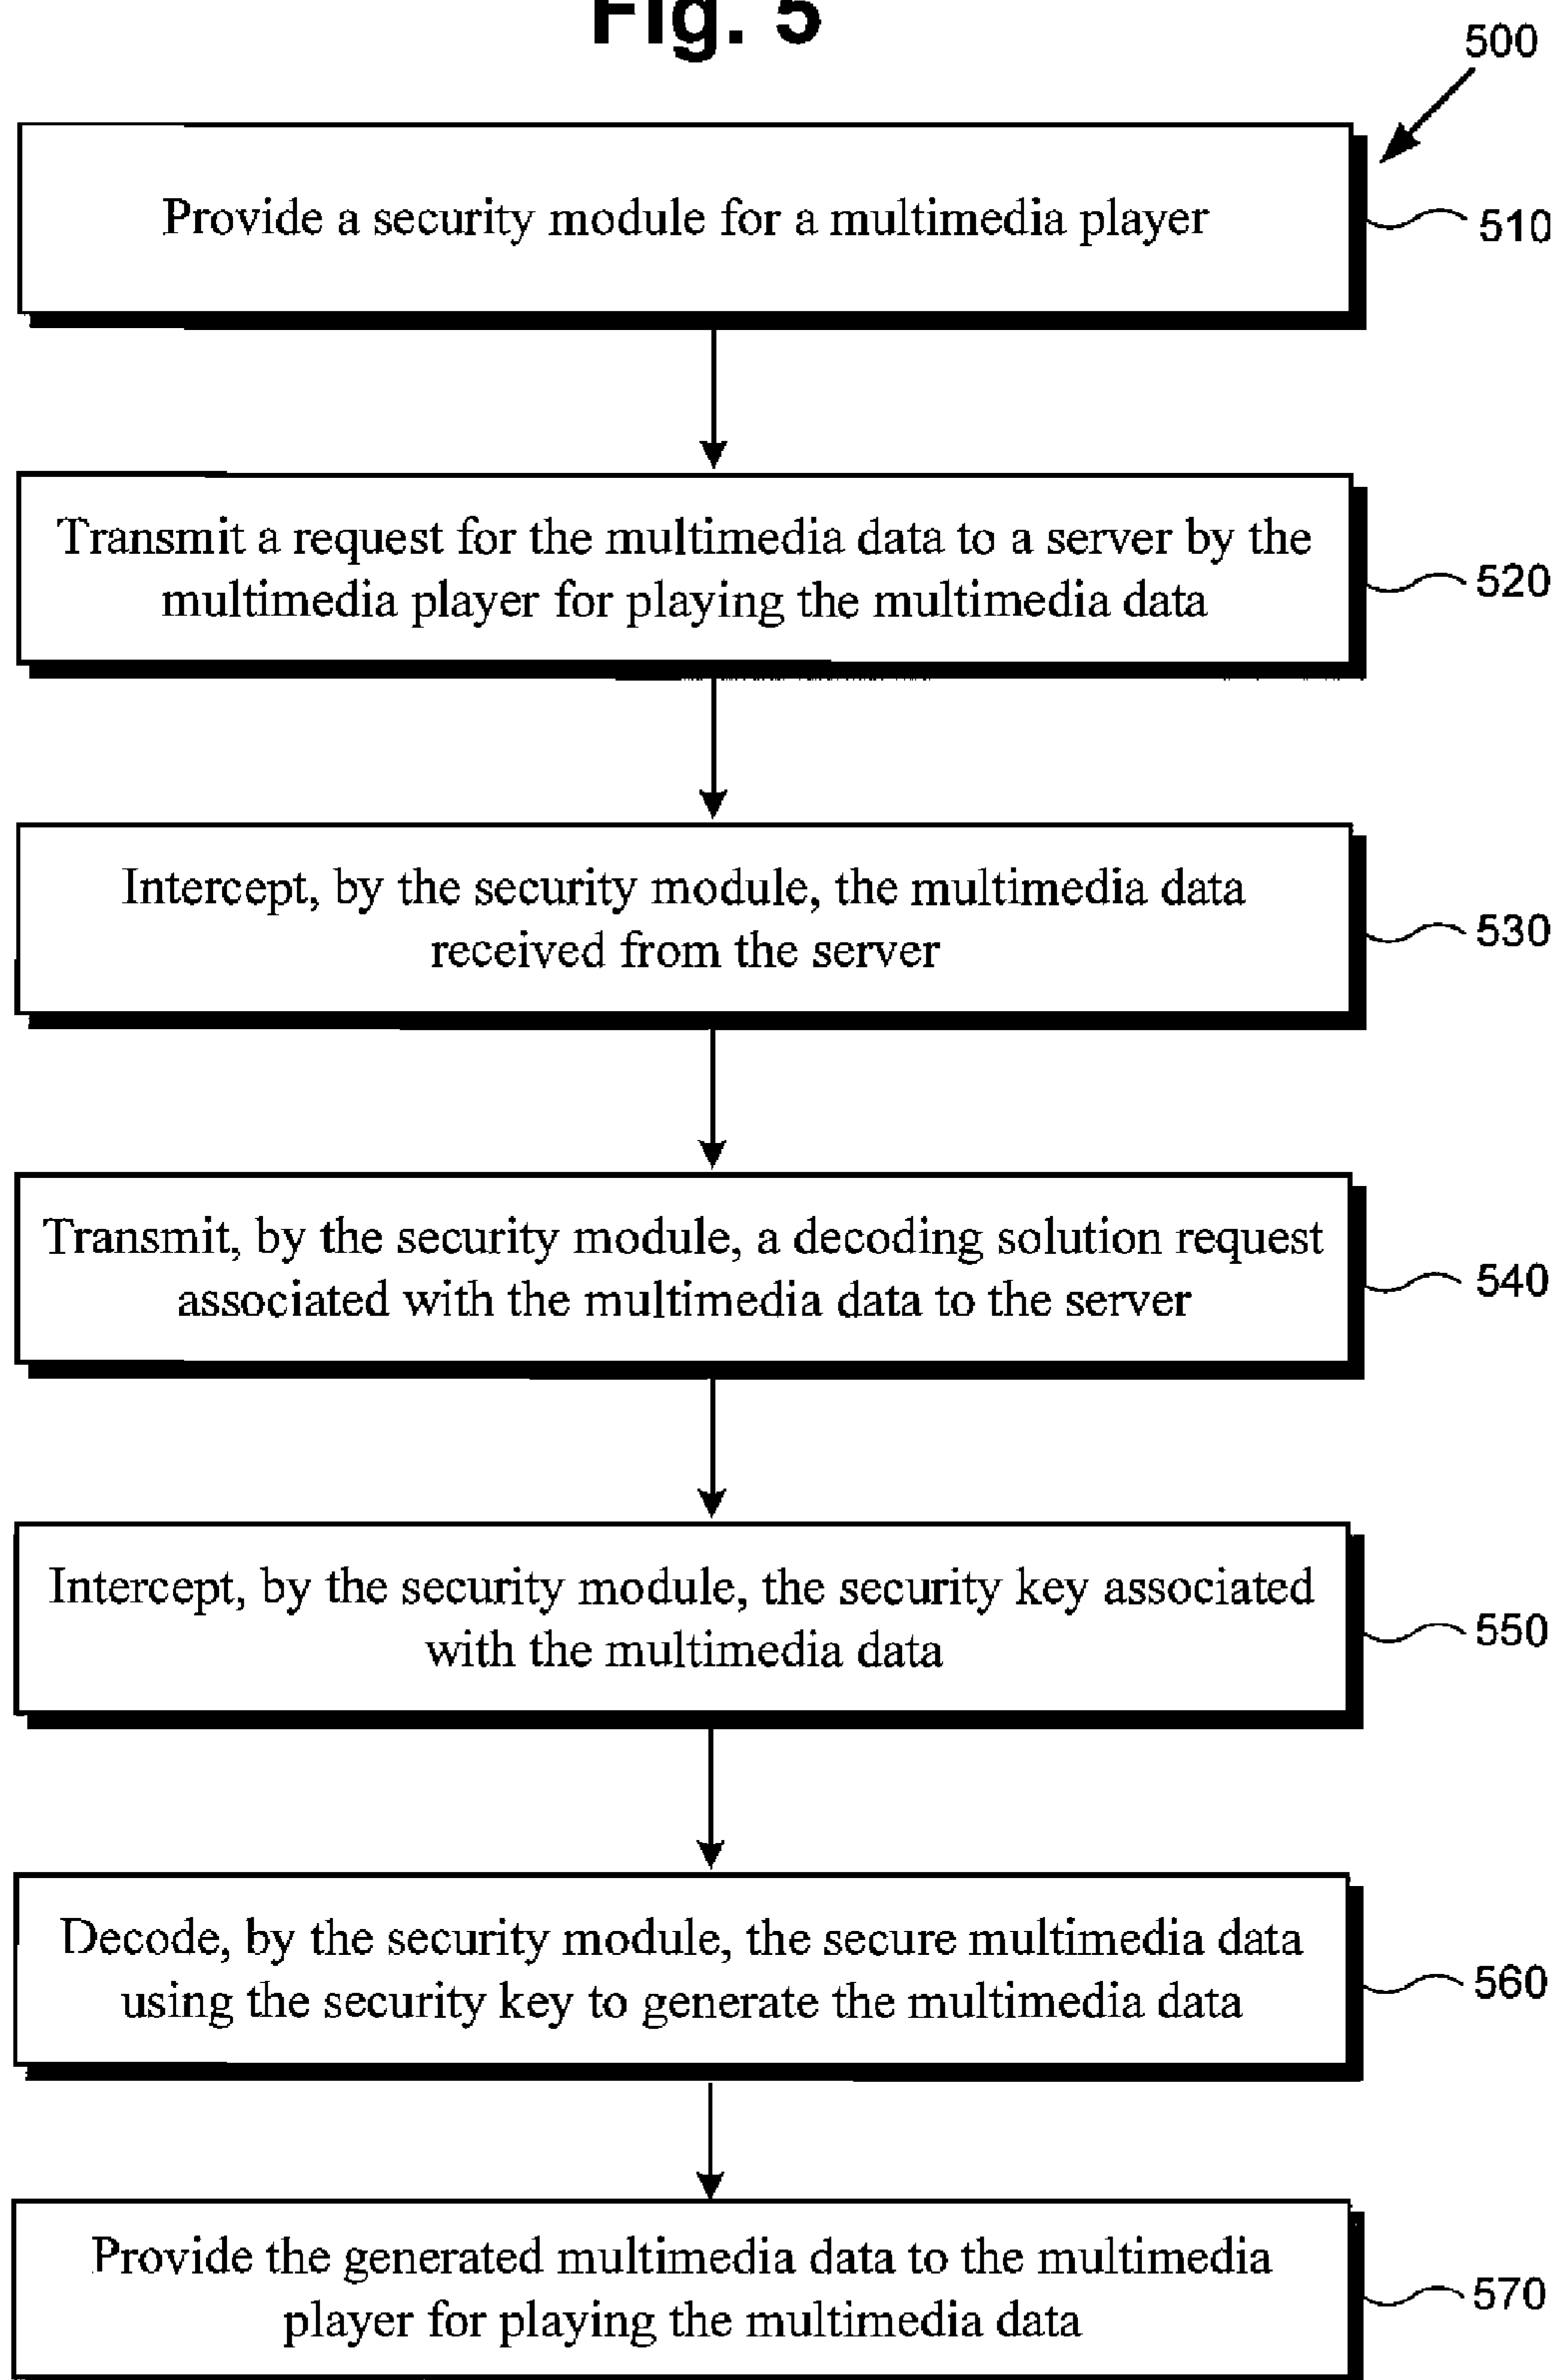 Fig. 5
500
Provide a security module for a multimedia player
510
Transmit a request for the multimedia data to a server by the
multimedia player for playing the multimedia data
520
Intercept, by the security module, the multimedia data
received from the server
530
Transmit, by the security module, a decoding solution request
associated with the multimedia data to the server
540
Intercept, by the security module, the security key associated
with the multimedia data
550
Decode, by the security module, the secure multimedia data
using the security key to generate the multimedia data
560
Provide the generated multimedia data to the multimedia
player for playing the multimedia data
570